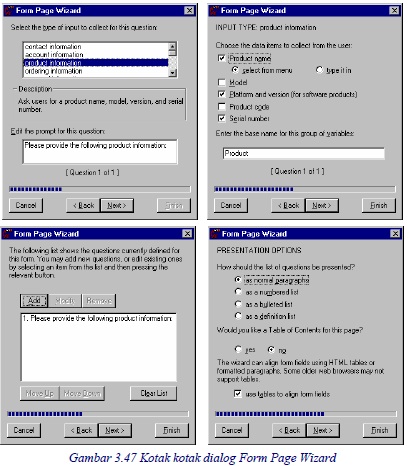 Form Page Wizard
Select the type of input to collect for this question:
contact information
account information
product information
ordering information
Description
Ask users for a product name, model, version, and serial
number.
Edit the prompt for this question:
Please provide the following product information:
[ Question 1 of 1 ]
Cancel
< Back
Next >
Finish
Form Page Wizard
INPUT TYPE: product information
Choose the data items to collect from the user:
Product name
select from menu
type it in
Model
Platform and version (for software products)
Product code
Serial number
Enter the base name for this group of variables:
Product
[ Question 1 of 1 ]
Cancel
< Back
Next >
Finish
Form Page Wizard
The following list shows the questions currently defined for
this form. You may add new questions, or edit existing ones
by selecting an item from the list and then pressing the
relevant button.
Add
Modify
Remove
1. Please provide the following product information:
Move Up
Move Down
Clear List
Cancel
< Back
Next >
Finish
Form Page Wizard
PRESENTATION OPTIONS
How should the list of questions be presented?
as normal paragraphs
as a numbered list
as a bulleted list
as a definition list
Would you like a Table of Contents for this page?
yes
no
The wizard can align form fields using HTML tables or
formatted paragraphs. Some older web browsers may not
support tables.
use tables to align form fields
Cancel
< Back
Next >
Finish
Gambar 3.47 Kotak kotak dialog Form Page Wizard